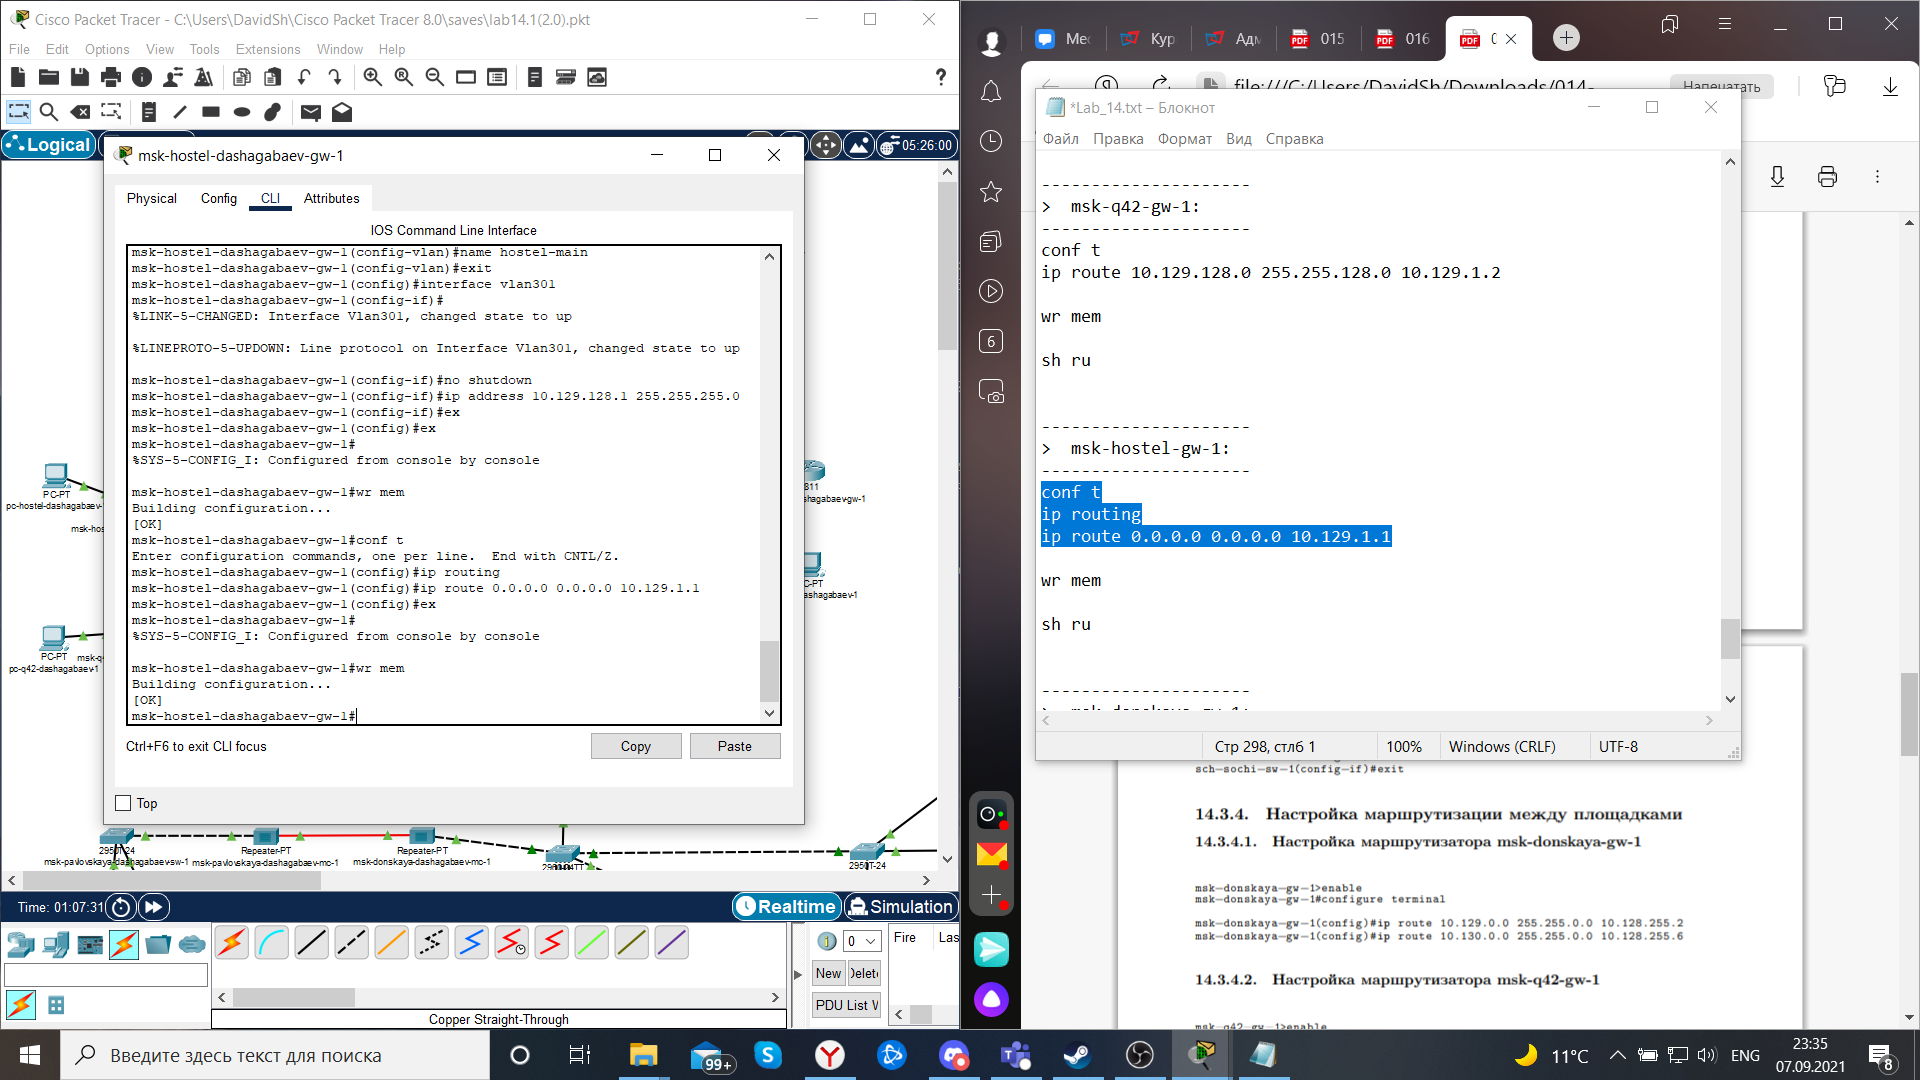 Cisco Packet Tracer - C:\Users\DavidSh\Cisco Packet Tracer 8.0\saves\lab14.1(2.0).pkt
File Edit Options View Tools Extensions Window Help
Logical
05:26:00
msk-hostel-dashagabaev-gw-1
Physical Config CLI Attributes
IOS Command Line Interface
msk-hostel-dashagabaev-gw-1(config-vlan)#name hostel-main
msk-hostel-dashagabaev-gw-1(config-vlan)#exit
msk-hostel-dashagabaev-gw-1(config)#interface vlan301
msk-hostel-dashagabaev-gw-1(config-if)#
%LINK-5-CHANGED: Interface Vlan301, changed state to up
%LINEPROTO-5-UPDOWN: Line protocol on Interface Vlan301, changed state to up
msk-hostel-dashagabaev-gw-1(config-if)#no shutdown
msk-hostel-dashagabaev-gw-1(config-if)#ip address 10.129.128.1 255.255.255.0
msk-hostel-dashagabaev-gw-1(config-if)#ex
msk-hostel-dashagabaev-gw-1(config)#ex
msk-hostel-dashagabaev-gw-1#
%SYS-5-CONFIG_I: Configured from console by console
msk-hostel-dashagabaev-gw-1#wr mem
Building configuration...
[OK]
msk-hostel-dashagabaev-gw-1#conf t
Enter configuration commands, one per line. End with CNTL/Z.
msk-hostel-dashagabaev-gw-1(config)#ip routing
msk-hostel-dashagabaev-gw-1(config)#ip route 0.0.0.0 0.0.0.0 10.129.1.1
msk-hostel-dashagabaev-gw-1(config)#ex
msk-hostel-dashagabaev-gw-1#
%SYS-5-CONFIG_I: Configured from console by console
msk-hostel-dashagabaev-gw-1#wr mem
Building configuration...
[OK]
msk-hostel-dashagabaev-gw-1#
Ctrl+F6 to exit CLI focus
Copy Paste
Top
PC-PT
pc-hostel-dashagabaev-1
msk-hos
PC-PT
msk-q
pc-q42-dashagabaev-1
811
ashagabaev-gw-1
C-PT
ashagabaev-1
2950T-24
msk-pavlovskaya-dashagabaev-sw-1
Repeater-PT
msk-pavlovskaya-dashagabaev-mc-1
Repeater-PT
msk-donskaya-dashagabaev-mc-1
2950T-24
Time: 01:07:31
Realtime
Simulation
0
Fire Las
New Delete
PDU List W
Copper Straight-Through
Мес
Кур
Адм
015
016
0
file:///C:/Users/DavidSh/Downloads/014-
Напечатать
6
*Lab_14.txt – Блокнот
Файл Правка Формат Вид Справка
---------------------
> msk-q42-gw-1:
---------------------
conf t
ip route 10.129.128.0 255.255.128.0 10.129.1.2
wr mem
sh ru
---------------------
> msk-hostel-gw-1:
---------------------
conf t
ip routing
ip route 0.0.0.0 0.0.0.0 10.129.1.1
wr mem
sh ru
---------------------
> msk-donskaya-gw-1:
Стр 298, стлб 1
100%
Windows (CRLF)
UTF-8
sch-sochi-sw-1(config-if)#exit
14.3.4. Настройка маршрутизации между площадками
14.3.4.1. Настройка маршрутизатора msk-donskaya-gw-1
msk-donskaya-gw-1>enable
msk-donskaya-gw-1#configure terminal
msk-donskaya-gw-1(config)#ip route 10.129.0.0 255.255.0.0 10.128.255.2
msk-donskaya-gw-1(config)#ip route 10.130.0.0 255.255.0.0 10.128.255.6
14.3.4.2. Настройка маршрутизатора msk-q42-gw-1
msk-q42-gw-1>enable
Введите здесь текст для поиска
99+
11°C
ENG
23:35
07.09.2021
8